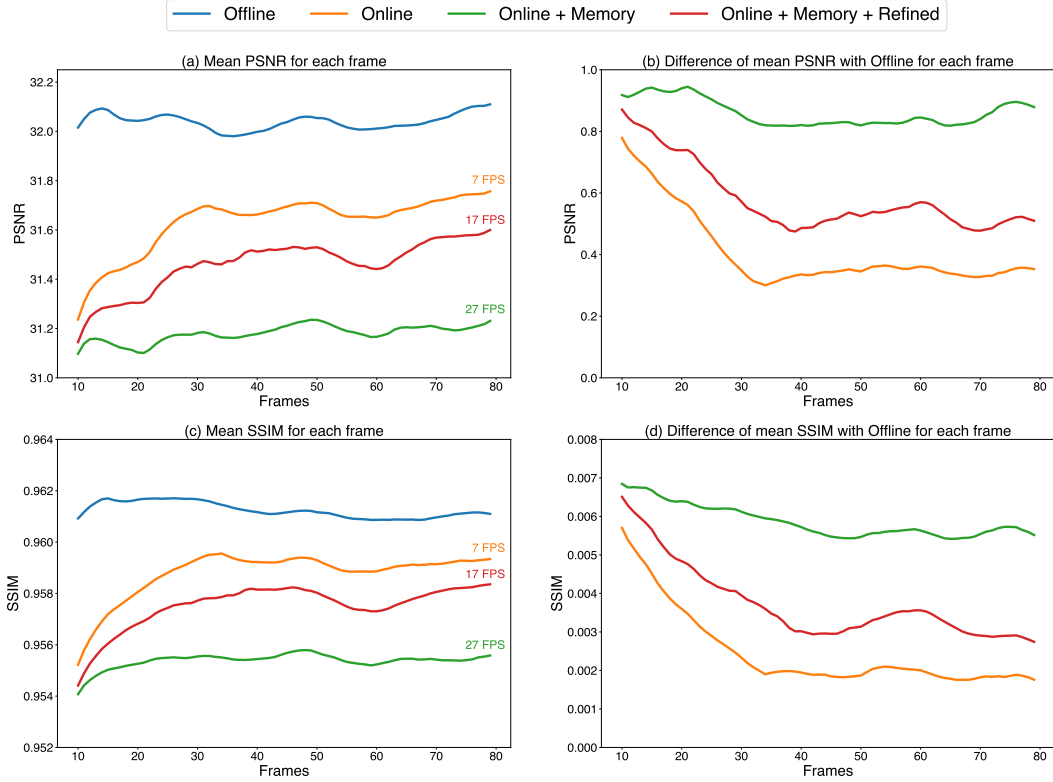 Offline Online Online + Memory Online + Memory + Refined
(a) Mean PSNR for each frame
32.2
32.0
31.8
31.6
31.4
31.2
31.0
PSNR
7 FPS
17 FPS
27 FPS
10 20 30 40 50 60 70 80
Frames
(b) Difference of mean PSNR with Offline for each frame
1.0
0.8
0.6
0.4
0.2
0.0
PSNR
10 20 30 40 50 60 70 80
Frames
(c) Mean SSIM for each frame
0.964
0.962
0.960
0.958
0.956
0.954
0.952
SSIM
7 FPS
17 FPS
27 FPS
10 20 30 40 50 60 70 80
Frames
(d) Difference of mean SSIM with Offline for each frame
0.008
0.007
0.006
0.005
0.004
0.003
0.002
0.001
0.000
SSIM
10 20 30 40 50 60 70 80
Frames